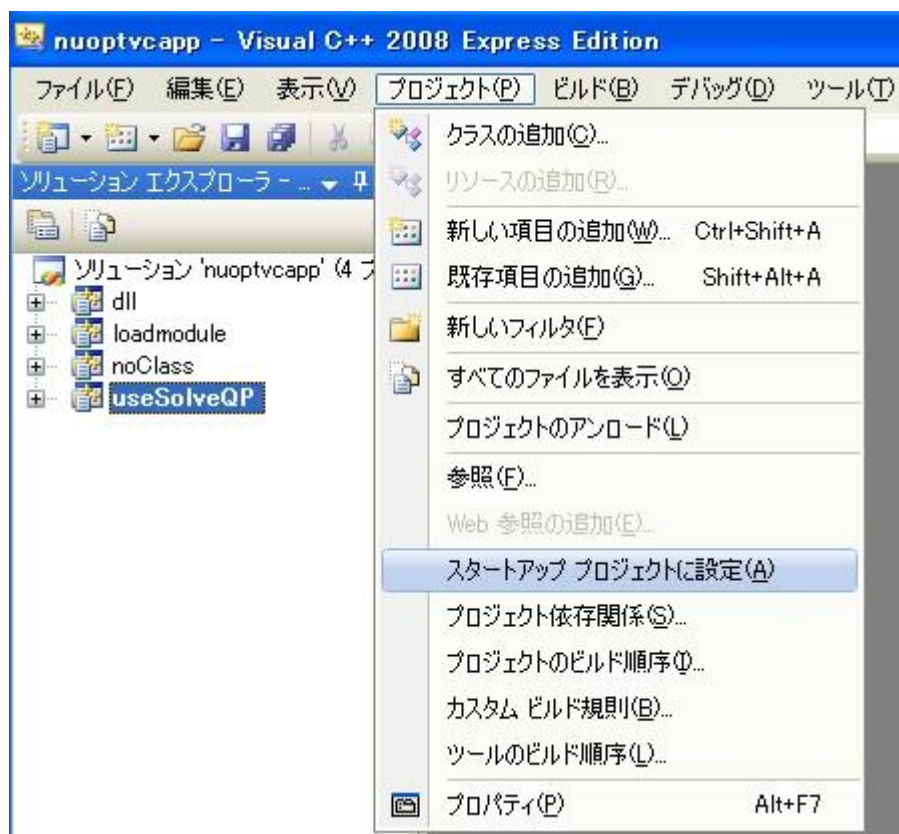 nuoptvcapp - Visual C++ 2008 Express Edition
ファイル(F) 編集(E) 表示(V) プロジェクト(P) ビルド(B) デバッグ(D) ツール(T)
ソリューション エクスプローラ - ...
ソリューション 'nuoptvcapp' (4 プ
dll
loadmodule
noClass
useSolveQP
クラスの追加(C)...
リソースの追加(R)...
新しい項目の追加(W)... Ctrl+Shift+A
既存項目の追加(G)... Shift+Alt+A
新しいフィルタ(F)
すべてのファイルを表示(O)
プロジェクトのアンロード(L)
参照(F)...
Web 参照の追加(E)...
スタートアップ プロジェクトに設定(A)
プロジェクト依存関係(S)...
プロジェクトのビルド順序(I)...
カスタム ビルド規則(B)...
ツールのビルド順序(L)...
プロパティ(P) Alt+F7